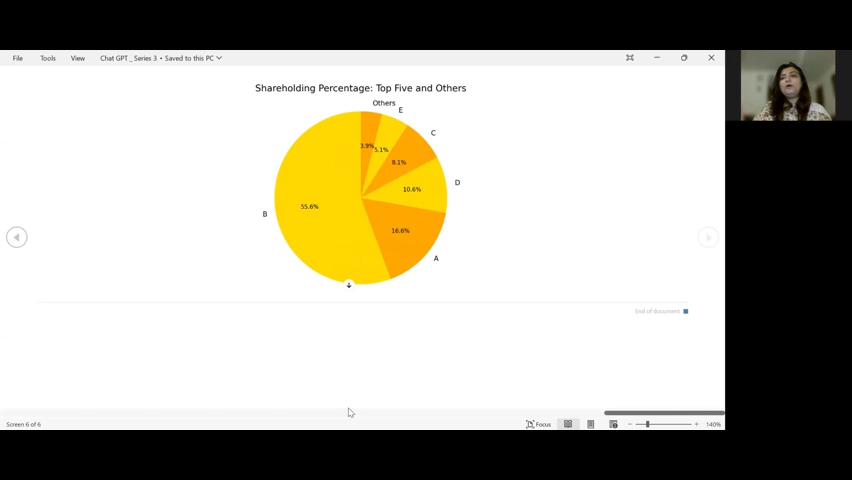 File Tools View Chat GPT _ Series 3 • Saved to this PC
Shareholding Percentage: Top Five and Others
Others
E
C
3.9%
5.1%
8.1%
D
10.6%
55.6%
B
16.6%
A
End of document
Screen 6 of 6
Focus
140%